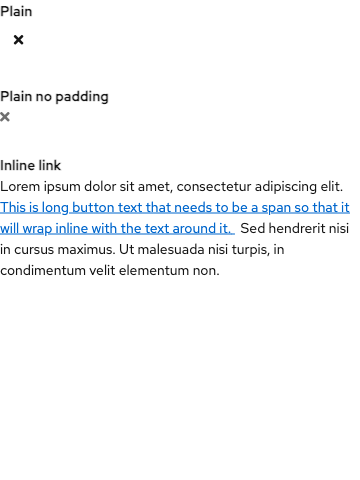 Plain
Plain no padding
Inline link
Lorem ipsum dolor sit amet, consectetur adipiscing elit.
This is long button text that needs to be a span so that it
will wrap inline with the text around it. Sed hendrerit nisi
in cursus maximus. Ut malesuada nisi turpis, in
condimentum velit elementum non.